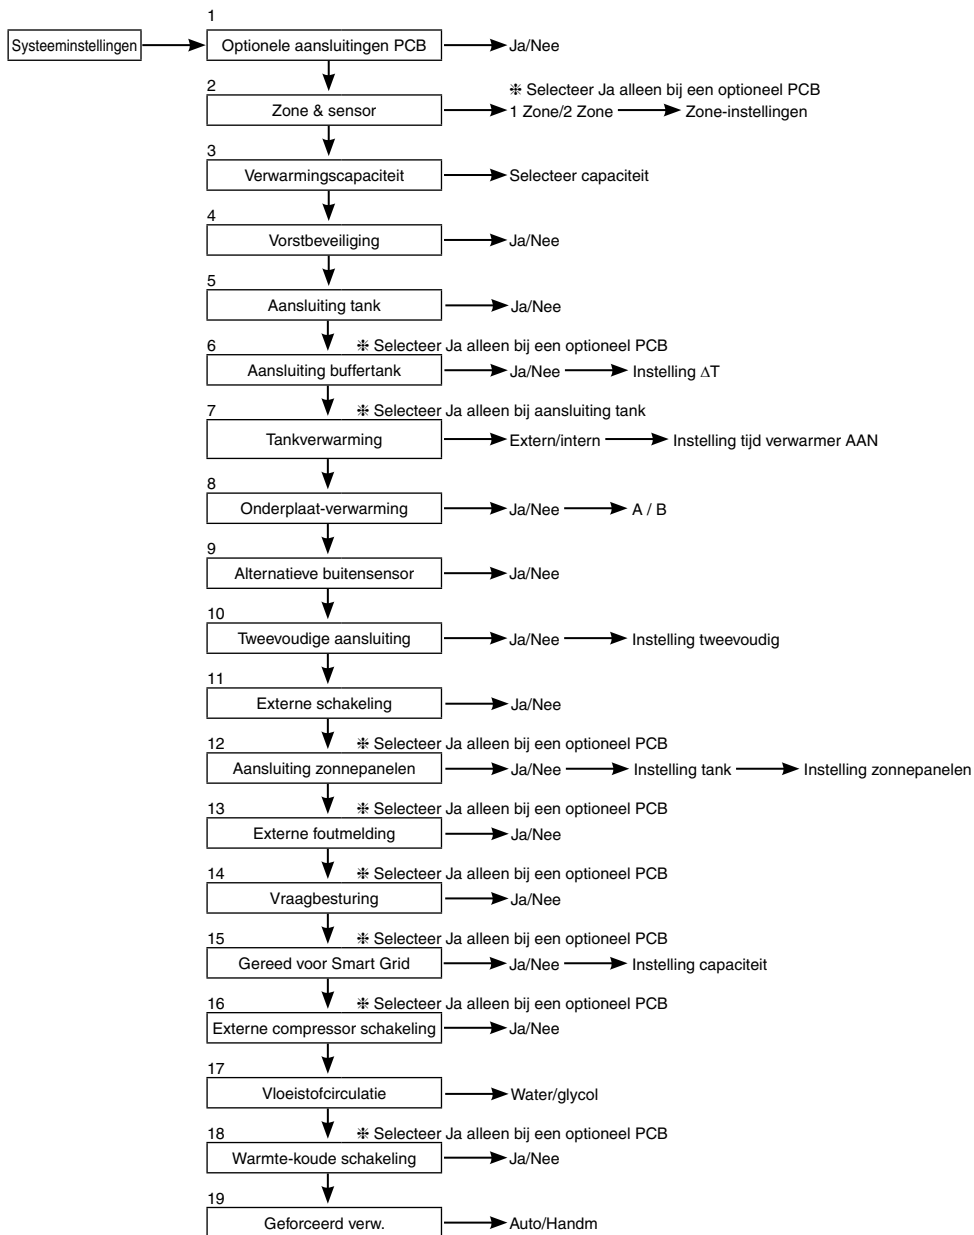 1
Systeeminstellingen
Optionele aansluitingen PCB
Ja/Nee
2
❈ Selecteer Ja alleen bij een optioneel PCB
Zone & sensor
1 Zone/2 Zone
Zone-instellingen
3
Verwarmingscapaciteit
Selecteer capaciteit
4
Vorstbeveiliging
Ja/Nee
5
Aansluiting tank
Ja/Nee
6
❈ Selecteer Ja alleen bij een optioneel PCB
Aansluiting buffertank
Ja/Nee
Instelling ΔT
7
❈ Selecteer Ja alleen bij aansluiting tank
Tankverwarming
Extern/intern
Instelling tijd verwarmer AAN
8
Onderplaat-verwarming
Ja/Nee
A / B
9
Alternatieve buitensensor
Ja/Nee
10
Tweevoudige aansluiting
Ja/Nee
Instelling tweevoudig
11
Externe schakeling
Ja/Nee
12
❈ Selecteer Ja alleen bij een optioneel PCB
Aansluiting zonnepanelen
Ja/Nee
Instelling tank
Instelling zonnepanelen
13
❈ Selecteer Ja alleen bij een optioneel PCB
Externe foutmelding
Ja/Nee
14
❈ Selecteer Ja alleen bij een optioneel PCB
Vraagbesturing
Ja/Nee
15
❈ Selecteer Ja alleen bij een optioneel PCB
Gereed voor Smart Grid
Ja/Nee
Instelling capaciteit
16
❈ Selecteer Ja alleen bij een optioneel PCB
Externe compressor schakeling
Ja/Nee
17
Vloeistofcirculatie
Water/glycol
18
❈ Selecteer Ja alleen bij een optioneel PCB
Warmte-koude schakeling
Ja/Nee
19
Geforceerd verw.
Auto/Handm